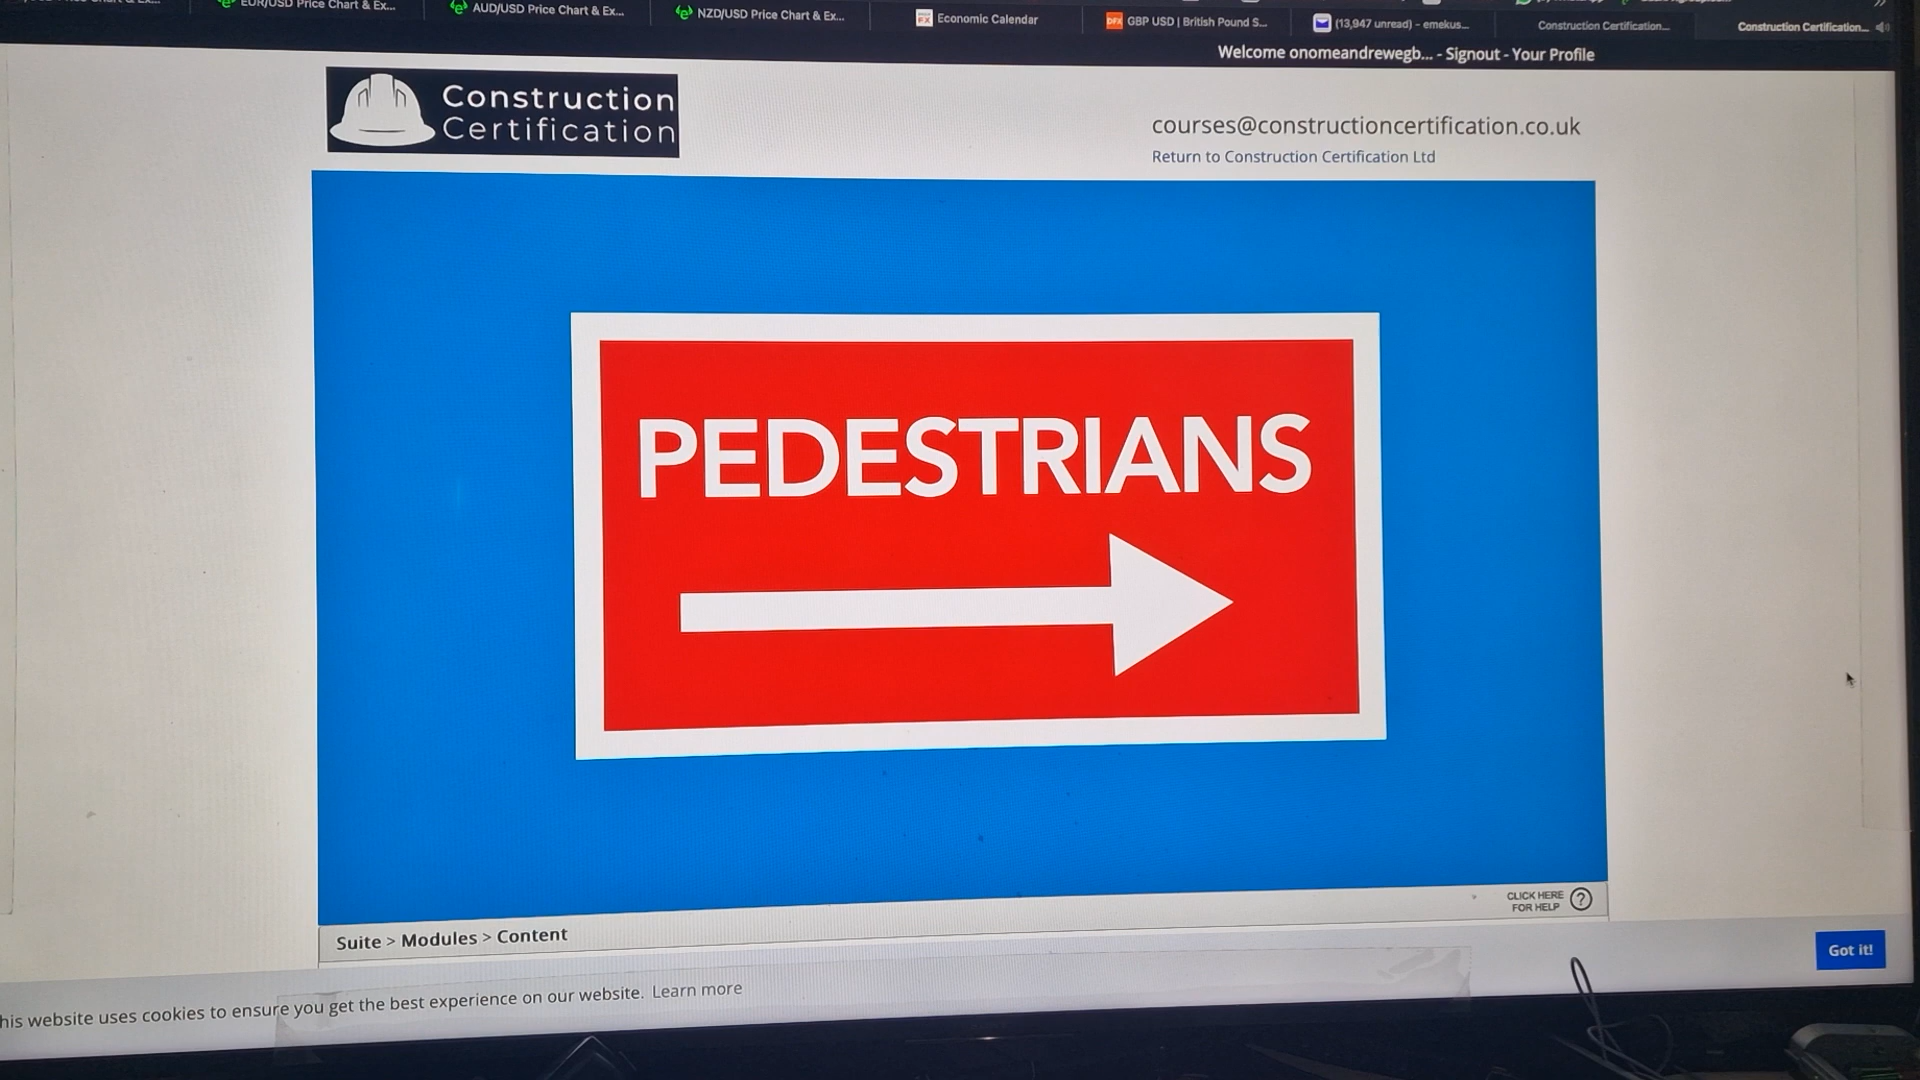 EUR/USD Price Chart & Ex...
AUD/USD Price Chart & Ex...
NZD/USD Price Chart & Ex...
Economic Calendar
DFX GBP USD | British Pound S...
(13,947 unread) - emekus...
Construction Certification...
Construction Certification...
Welcome onomeandrewegb... - Signout - Your Profile
Construction
Certification
courses@constructioncertification.co.uk
Return to Construction Certification Ltd
PEDESTRIANS
CLICK HERE
FOR HELP ?
Suite > Modules > Content
Got it!
his website uses cookies to ensure you get the best experience on our website. Learn more